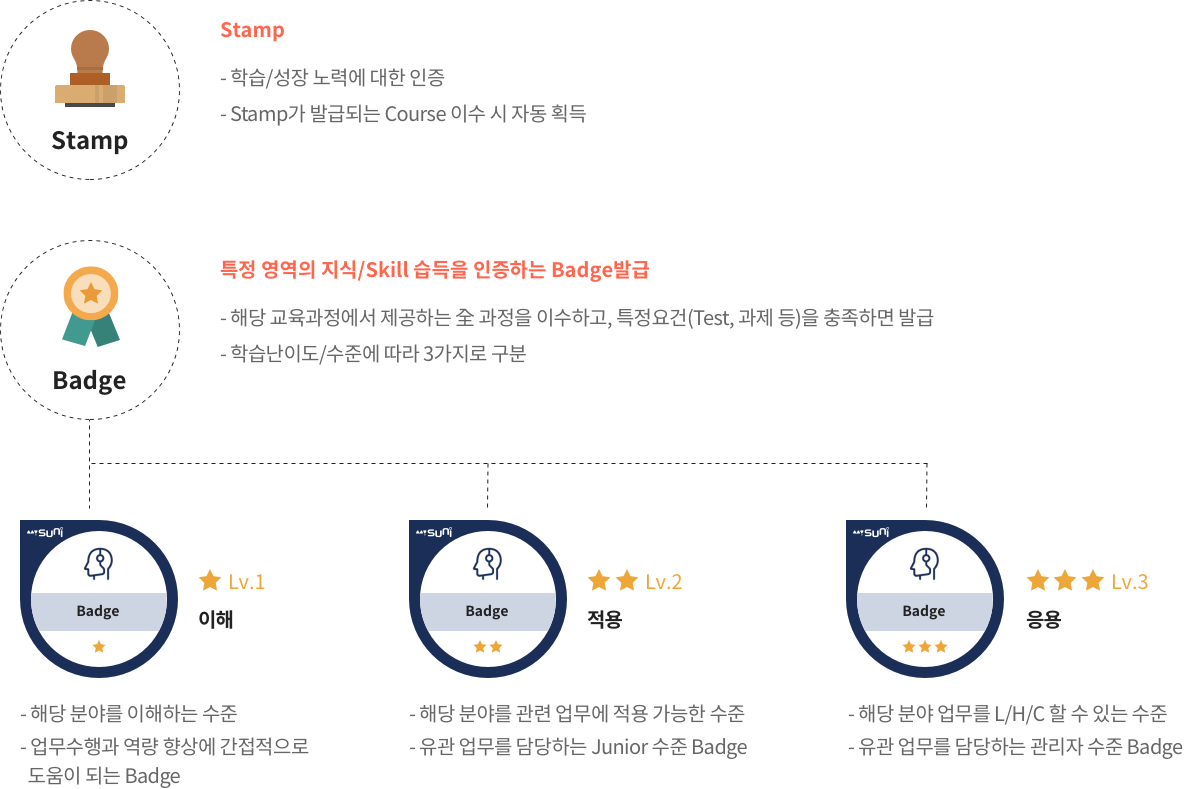 Stamp
Stamp
- 학습/성장 노력에 대한 인증
- Stamp가 발급되는 Course 이수 시 자동 획득
Badge
특정 영역의 지식/Skill 습득을 인증하는 Badge발급
- 해당 교육과정에서 제공하는 全 과정을 이수하고, 특정요건(Test, 과제 등)을 충족하면 발급
- 학습난이도/수준에 따라 3가지로 구분
suni
Badge
Lv.1
이해
- 해당 분야를 이해하는 수준
- 업무수행과 역량 향상에 간접적으로
도움이 되는 Badge
suni
Badge
Lv.2
적용
- 해당 분야를 관련 업무에 적용 가능한 수준
- 유관 업무를 담당하는 Junior 수준 Badge
suni
Badge
Lv.3
응용
- 해당 분야 업무를 L/H/C 할 수 있는 수준
- 유관 업무를 담당하는 관리자 수준 Badge